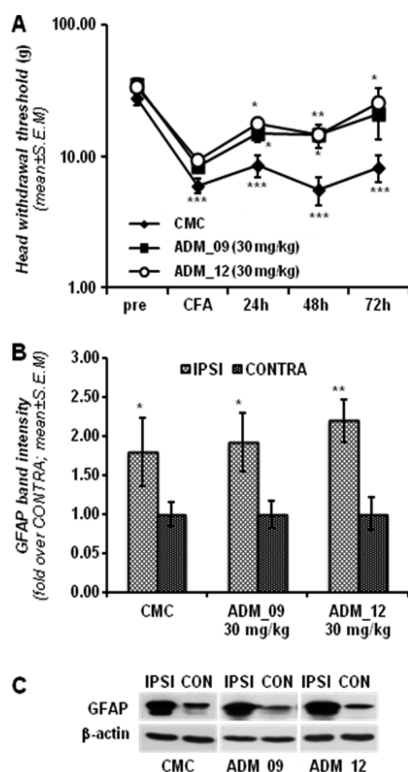 A
Head withdrawal threshold (g)
(mean±S.E.M)
100.00
10.00
1.00
*
**
*
*
*
***
***
***
***
CMC
ADM_09 (30 mg/kg)
ADM_12 (30 mg/kg)
pre CFA 24h 48h 72h
B
GFAP band intensity
(fold over CONTRA; mean±S.E.M)
3.00
2.50
2.00
1.50
1.00
0.05
0.00
IPSI CONTRA
*
*
**
CMC ADM_09 ADM_12
30 mg/kg 30 mg/kg
C
IPSI CON IPSI CON IPSI CON
GFAP
β-actin
CMC ADM 09 ADM 12